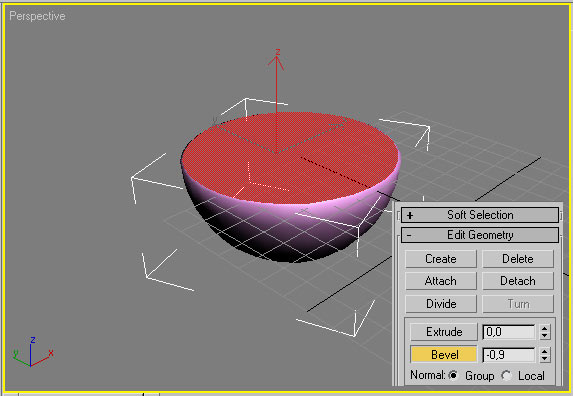 Perspective
z
y
x
+ Soft Selection
- Edit Geometry
Create Delete
Attach Detach
Divide Turn
Extrude 0,0
Bevel -0,9
Normal: Group Local
z
y x